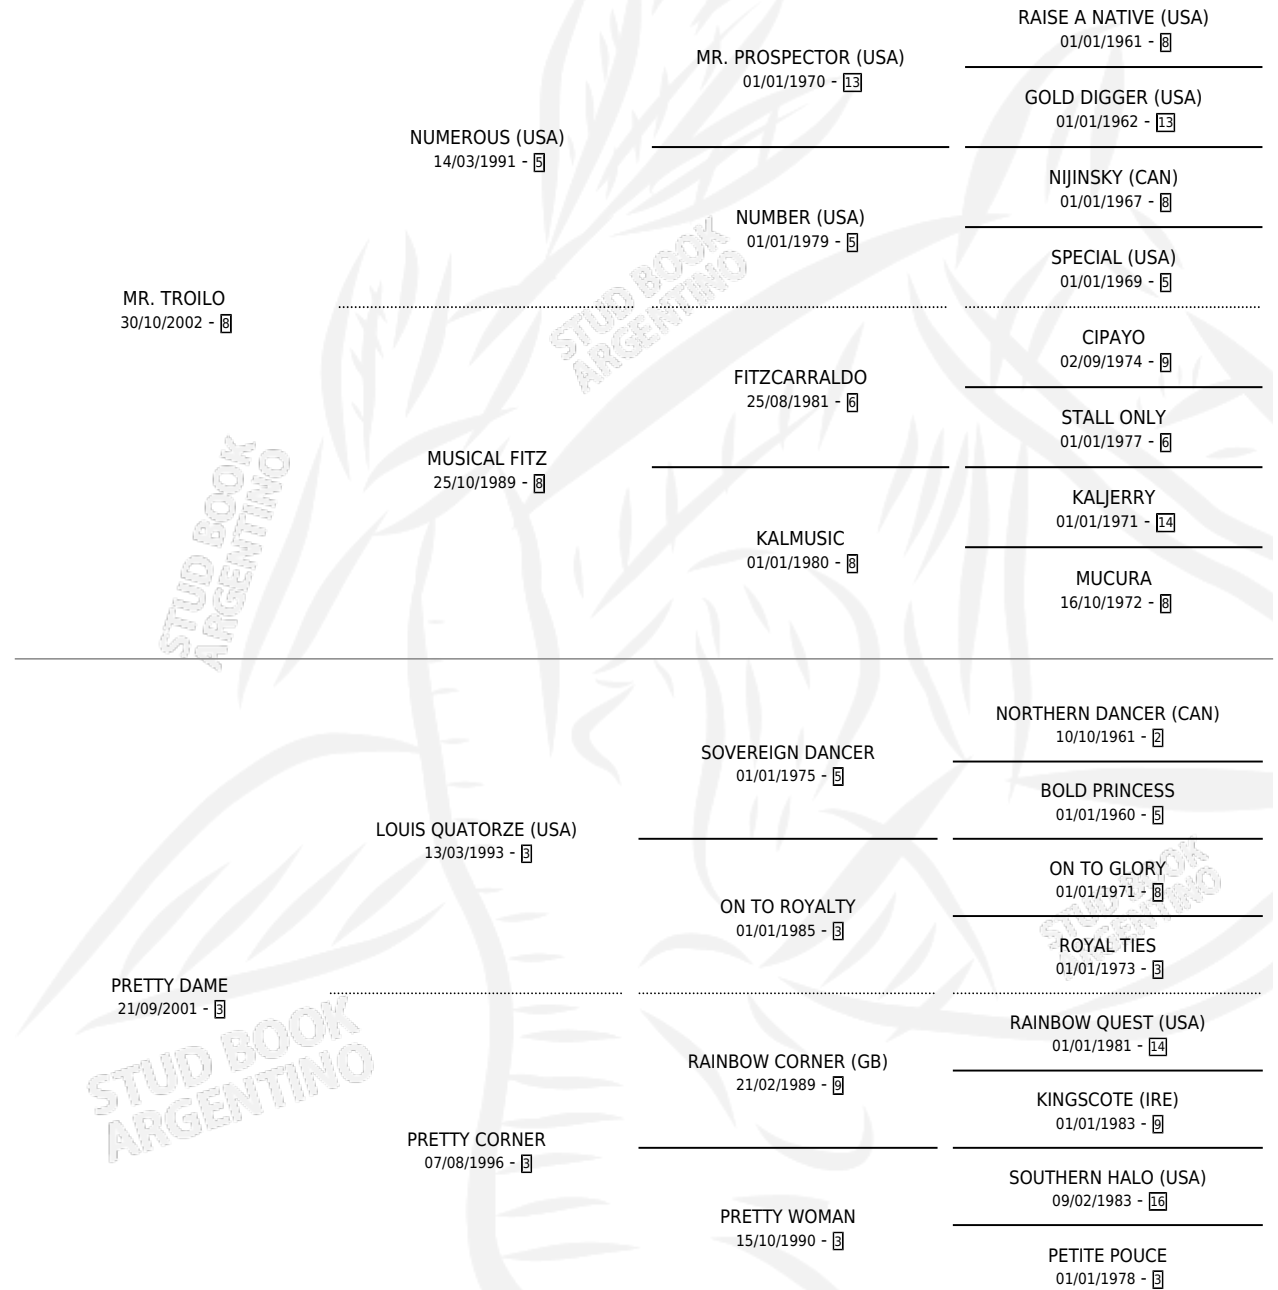 RAISE A NATIVE (USA)
01/01/1961 - 8
MR. PROSPECTOR (USA)
01/01/1970 - 13
GOLD DIGGER (USA)
01/01/1962 - 13
NUMEROUS (USA)
14/03/1991 - 5
NIJINSKY (CAN)
01/01/1967 - 8
NUMBER (USA)
01/01/1979 - 5
SPECIAL (USA)
01/01/1969 - 5
MR. TROILO
30/10/2002 - 8
CIPAYO
02/09/1974 - 9
FITZCARRALDO
25/08/1981 - 6
STALL ONLY
01/01/1977 - 6
MUSICAL FITZ
25/10/1989 - 8
KALJERRY
01/01/1971 - 14
KALMUSIC
01/01/1980 - 8
MUCURA
16/10/1972 - 8
STUD BOOK
ARGENTINO
STUD BOOK
ARGENTINO
NORTHERN DANCER (CAN)
10/10/1961 - 2
SOVEREIGN DANCER
01/01/1975 - 5
BOLD PRINCESS
01/01/1960 - 5
LOUIS QUATORZE (USA)
13/03/1993 - 3
ON TO GLORY
01/01/1971 - 8
ON TO ROYALTY
01/01/1985 - 3
ROYAL TIES
01/01/1973 - 3
PRETTY DAME
21/09/2001 - 3
RAINBOW QUEST (USA)
01/01/1981 - 14
RAINBOW CORNER (GB)
21/02/1989 - 9
KINGSCOTE (IRE)
01/01/1983 - 9
PRETTY CORNER
07/08/1996 - 3
SOUTHERN HALO (USA)
09/02/1983 - 16
PRETTY WOMAN
15/10/1990 - 3
PETITE POUCE
01/01/1978 - 3
STUD BOOK
ARGENTINO
STUD BOOK
ARGENTINO